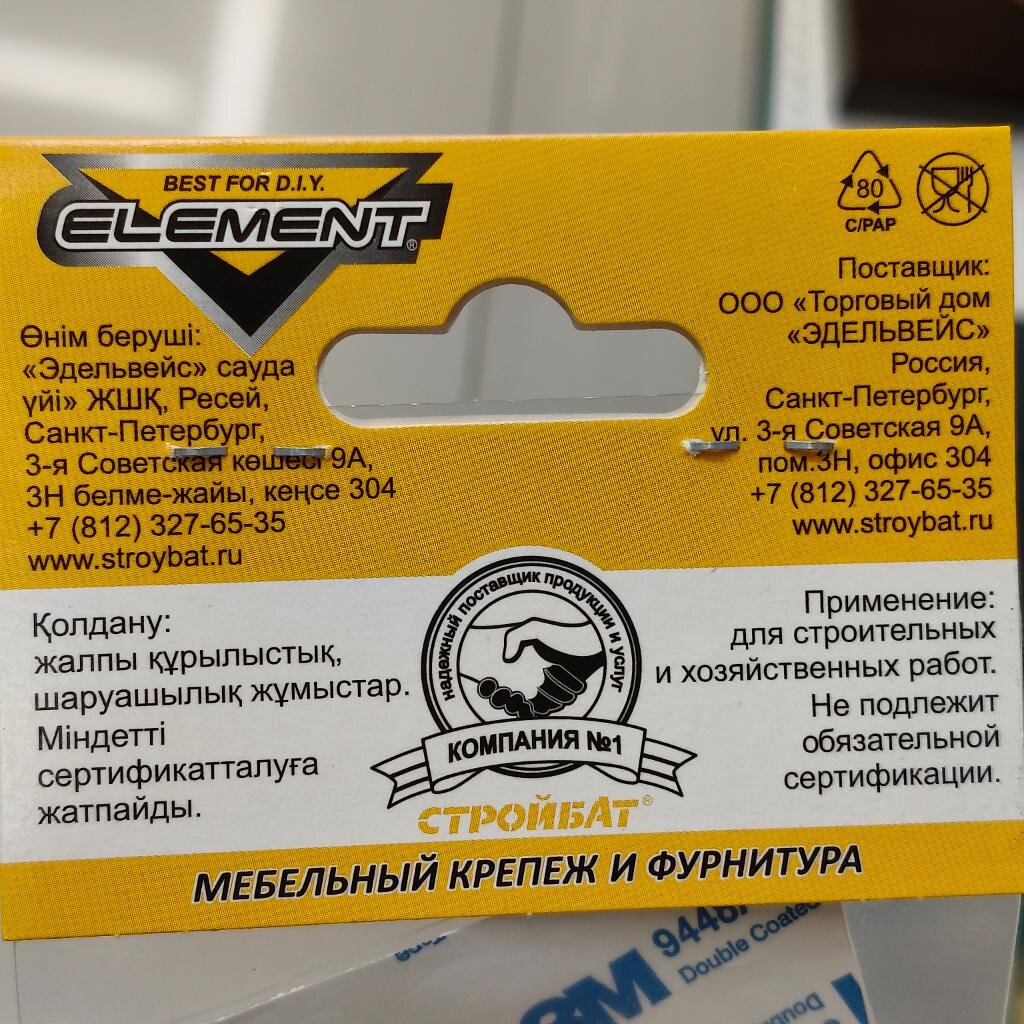 BEST FOR D.I.Y.
ELEMENT®
80
C/PAP
Өнім беруші:
«Эдельвейс» сауда
үйі» ЖШҚ, Ресей,
Санкт-Петербург,
3-я Советская көшесі 9А,
3Н белме-жайы, кеңсе 304
+7 (812) 327-65-35
www.stroybat.ru
Поставщик:
ООО «Торговый дом
«ЭДЕЛЬВЕЙС»
Россия,
Санкт-Петербург,
ул. 3-я Советская 9А,
пом.3Н, офис 304
+7 (812) 327-65-35
www.stroybat.ru
Қолдану:
жалпы құрылыстық,
шаруашылық жұмыстар.
Міндетті
сертификатталуға
жатпайды.
надежный поставщик продукции и услуг
КОМПАНИЯ №1
СТРОЙБАТ®
Применение:
для строительных
и хозяйственных работ.
Не подлежит
обязательной
сертификации.
МЕБЕЛЬНЫЙ КРЕПЕЖ И ФУРНИТУРА
3M 9448A
Double Coated